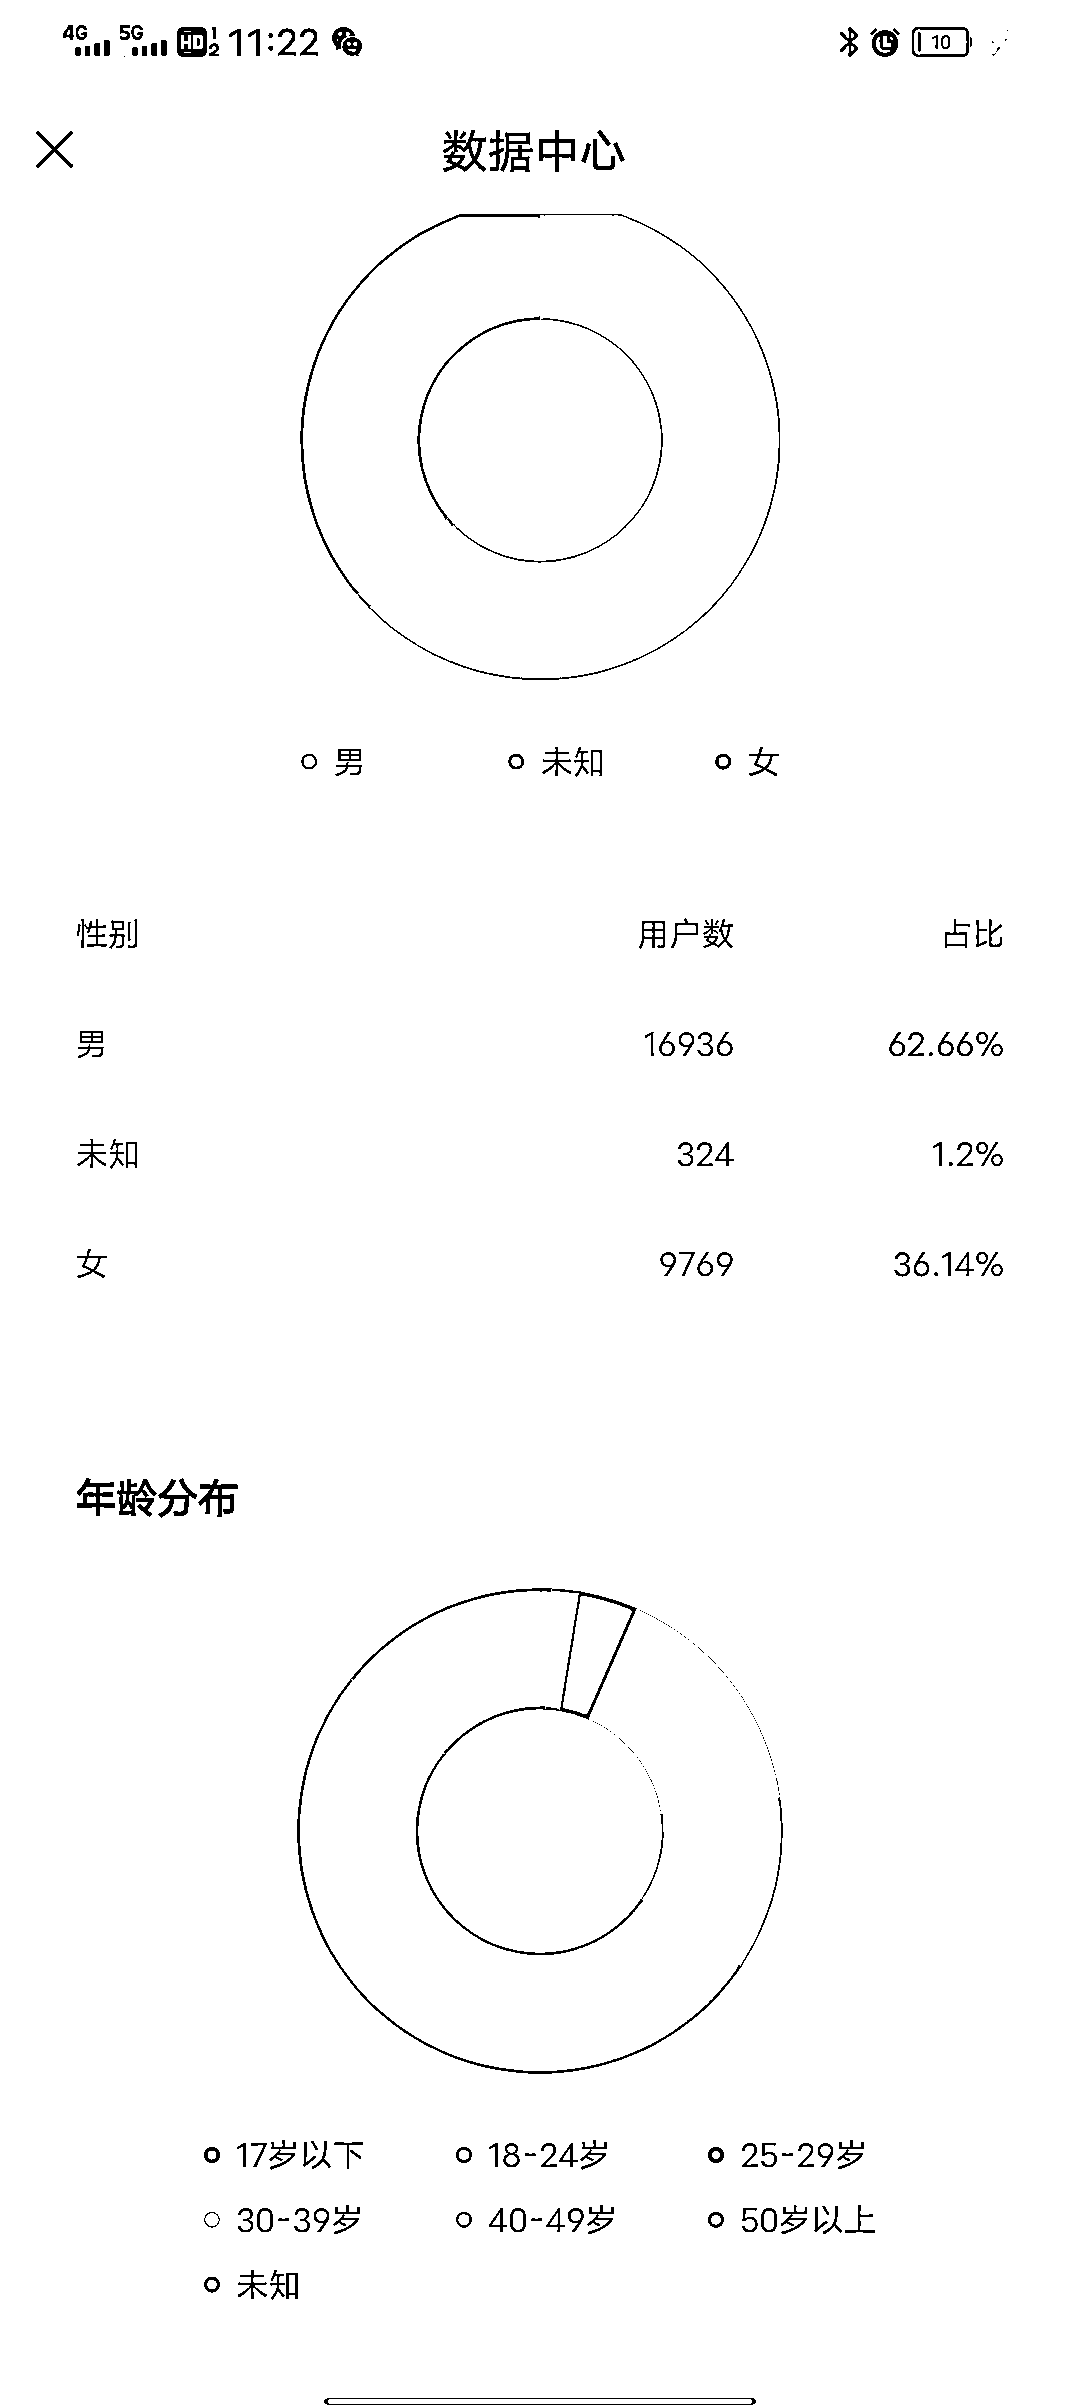 4G 5G HD 1 2 11:22 10
数据中心
男 未知 女
性别 用户数 占比
男 16936 62.66%
未知 324 1.2%
女 9769 36.14%
年龄分布
17岁以下 18-24岁 25-29岁
30-39岁 40-49岁 50岁以上
未知